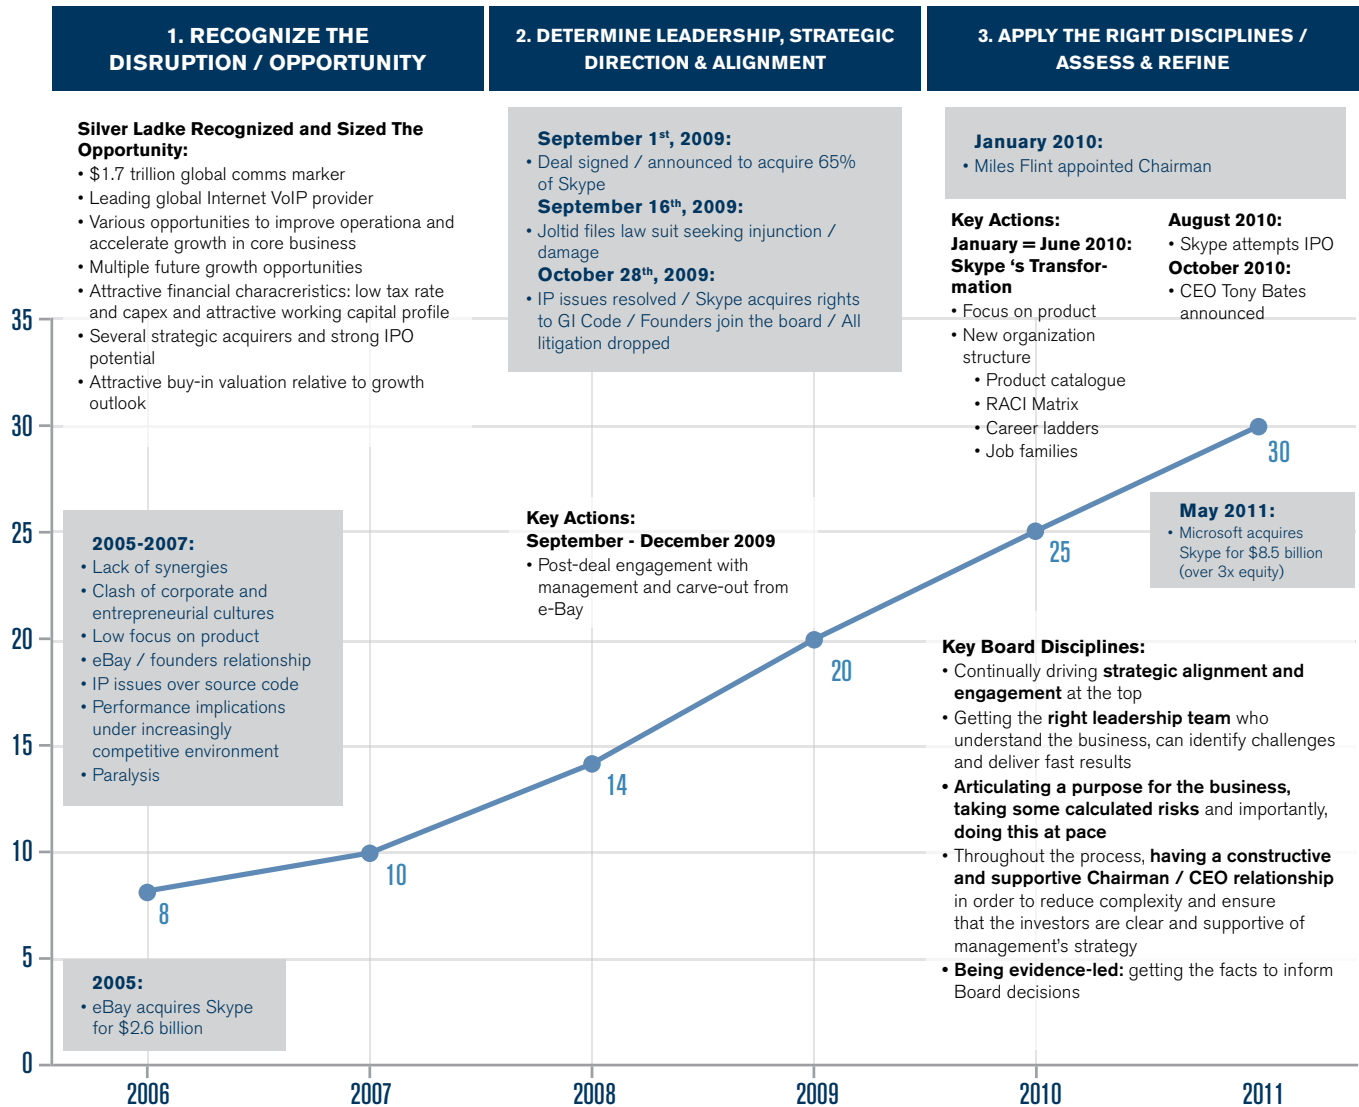 1. RECOGNIZE THE
DISRUPTION / OPPORTUNITY
2. DETERMINE LEADERSHIP, STRATEGIC
DIRECTION & ALIGNMENT
3. APPLY THE RIGHT DISCIPLINES /
ASSESS & REFINE
Silver Ladke Recognized and Sized The
Opportunity:
• $1.7 trillion global comms marker
• Leading global Internet VoIP provider
• Various opportunities to improve operationa and
accelerate growth in core business
• Multiple future growth opportunities
• Attractive financial characreristics: low tax rate
and capex and attractive working capital profile
• Several strategic acquirers and strong IPO
potential
• Attractive buy-in valuation relative to growth
outlook
September 1st, 2009:
• Deal signed / announced to acquire 65%
of Skype
September 16th, 2009:
• Joltid files law suit seeking injunction /
damage
October 28th, 2009:
• IP issues resolved / Skype acquires rights
to GI Code / Founders join the board / All
litigation dropped
January 2010:
• Miles Flint appointed Chairman
Key Actions:
January = June 2010:
Skype ‘s Transfor-
mation
• Focus on product
• New organization
structure
• Product catalogue
• RACI Matrix
• Career ladders
• Job families
August 2010:
• Skype attempts IPO
October 2010:
• CEO Tony Bates
announced
2005-2007:
• Lack of synergies
• Clash of corporate and
entrepreneurial cultures
• Low focus on product
• eBay / founders relationship
• IP issues over source code
• Performance implications
under increasingly
competitive environment
• Paralysis
Key Actions:
September - December 2009
• Post-deal engagement with
management and carve-out from
e-Bay
May 2011:
• Microsoft acquires
Skype for $8.5 billion
(over 3x equity)
Key Board Disciplines:
• Continually driving strategic alignment and
engagement at the top
• Getting the right leadership team who
understand the business, can identify challenges
and deliver fast results
• Articulating a purpose for the business,
taking some calculated risks and importantly,
doing this at pace
• Throughout the process, having a constructive
and supportive Chairman / CEO relationship
in order to reduce complexity and ensure
that the investors are clear and supportive of
management’s strategy
• Being evidence-led: getting the facts to inform
Board decisions
2005:
• eBay acquires Skype
for $2.6 billion
35
30
25
20
15
10
5
0
8
10
14
20
25
30
2006
2007
2008
2009
2010
2011